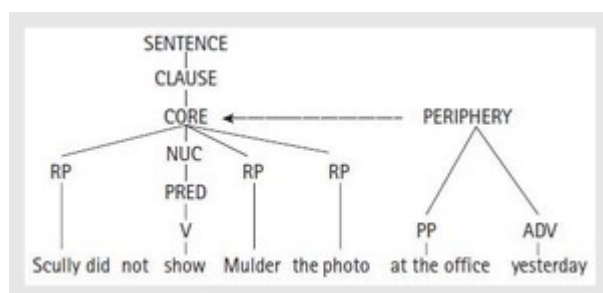 SENTENCE
CLAUSE
CORE PERIPHERY
NUC
RP RP RP
PRED
V PP ADV
Scully did not show Mulder the photo at the office yesterday